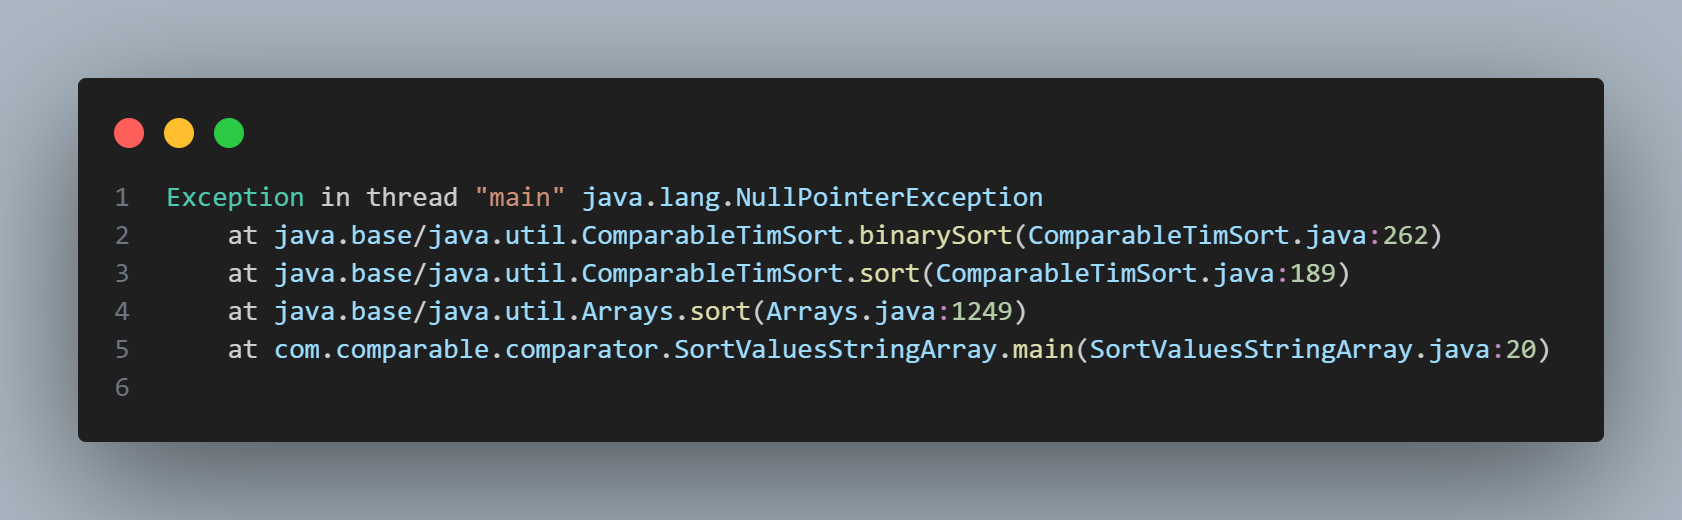 1 Exception in thread "main" java.lang.NullPointerException
2 at java.base/java.util.ComparableTimSort.binarySort(ComparableTimSort.java:262)
3 at java.base/java.util.ComparableTimSort.sort(ComparableTimSort.java:189)
4 at java.base/java.util.Arrays.sort(Arrays.java:1249)
5 at com.comparable.comparator.SortValuesStringArray.main(SortValuesStringArray.java:20)
6